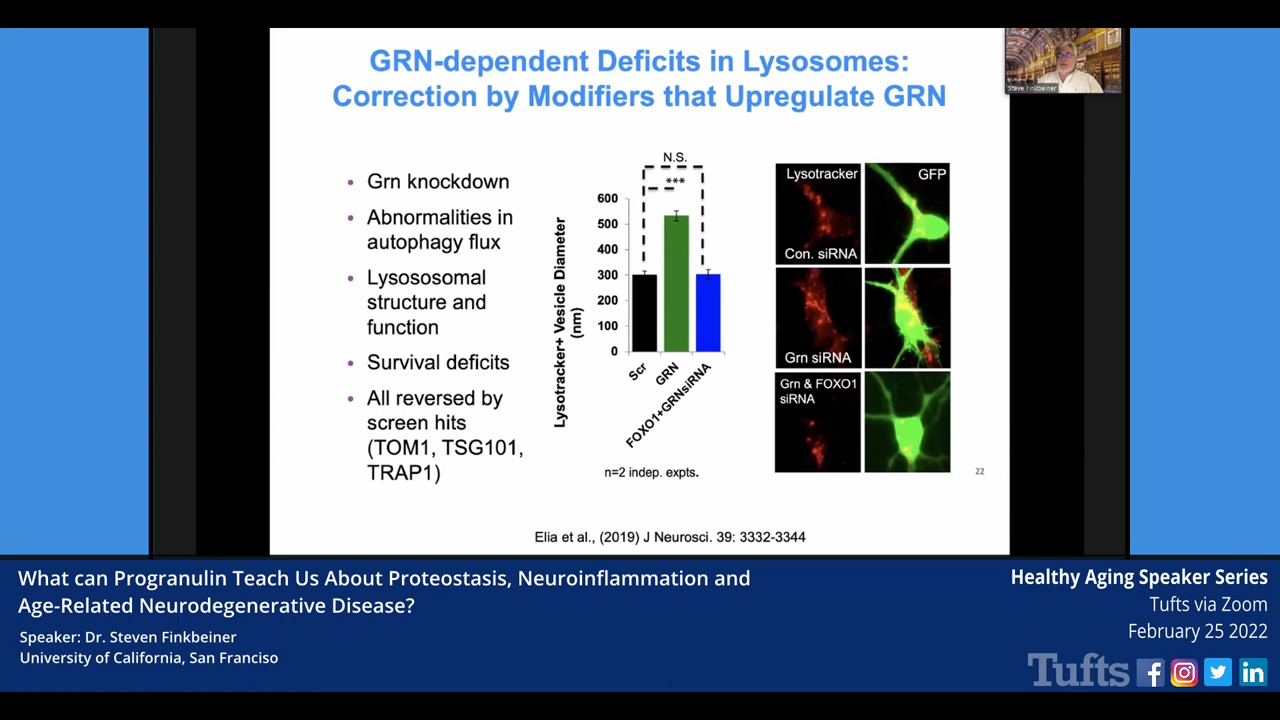 GRN-dependent Deficits in Lysosomes:
Correction by Modifiers that Upregulate GRN
Steve Finkbeiner
• Grn knockdown
• Abnormalities in
autophagy flux
• Lysososomal
structure and
function
• Survival deficits
• All reversed by
screen hits
(TOM1, TSG101,
TRAP1)
N.S.
***
Lysotracker+ Vesicle Diameter
(nm)
600
500
400
300
200
100
0
Scr
GRN
FOXO1+GRNsiRNA
n=2 indep. expts.
Lysotracker
GFP
Con. siRNA
Grn siRNA
Grn & FOXO1
siRNA
22
Elia et al., (2019) J Neurosci. 39: 3332-3344
What can Progranulin Teach Us About Proteostasis, Neuroinflammation and
Age-Related Neurodegenerative Disease?
Speaker: Dr. Steven Finkbeiner
University of California, San Franciso
Healthy Aging Speaker Series
Tufts via Zoom
February 25 2022
Tufts